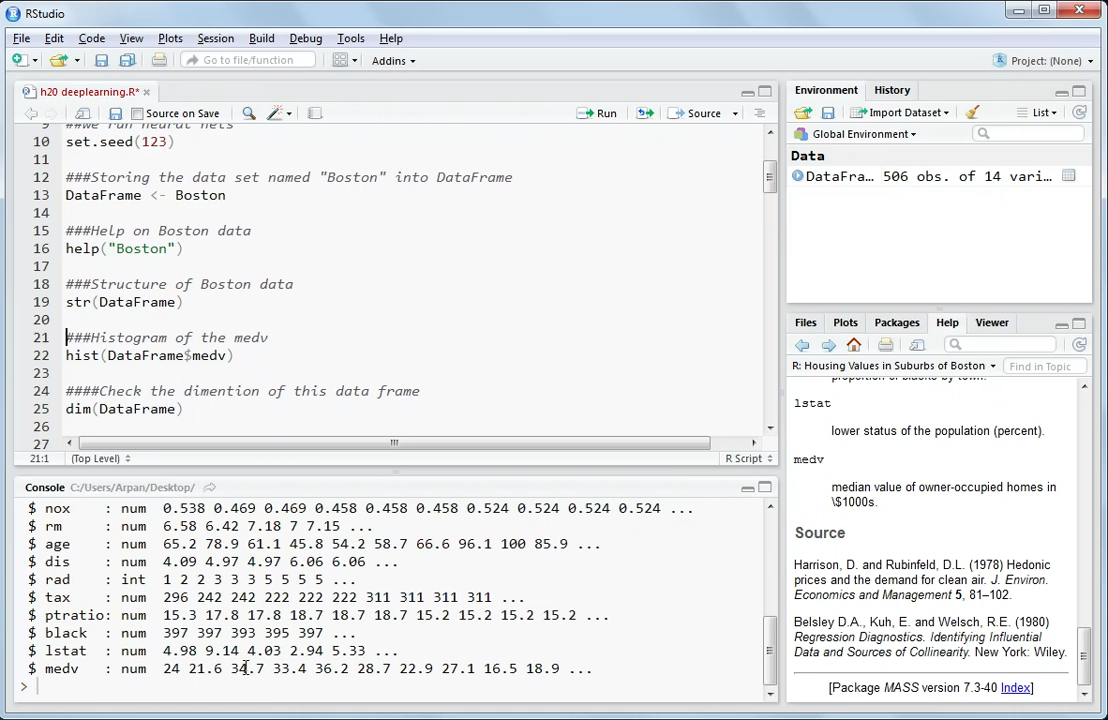 RStudio
File Edit Code View Plots Session Build Debug Tools Help
Go to file/function Addins Project: (None)
h20 deeplearning.R*
Source on Save Run Source
10 set.seed(123)
11
12 ###Storing the data set named "Boston" into DataFrame
13 DataFrame <- Boston
14
15 ###Help on Boston data
16 help("Boston")
17
18 ###Structure of Boston data
19 str(DataFrame)
20
21 ###Histogram of the medv
22 hist(DataFrame$medv)
23
24 ####Check the dimention of this data frame
25 dim(DataFrame)
26
27
21:1 (Top Level) R Script
Console C:/Users/Arpan/Desktop/
$ nox : num 0.538 0.469 0.469 0.458 0.458 0.458 0.524 0.524 0.524 0.524 ...
$ rm : num 6.58 6.42 7.18 7 7.15 ...
$ age : num 65.2 78.9 61.1 45.8 54.2 58.7 66.6 96.1 100 85.9 ...
$ dis : num 4.09 4.97 4.97 6.06 6.06 ...
$ rad : int 1 2 2 3 3 3 5 5 5 5 ...
$ tax : num 296 242 242 222 222 222 311 311 311 311 ...
$ ptratio: num 15.3 17.8 17.8 18.7 18.7 18.7 15.2 15.2 15.2 15.2 ...
$ black : num 397 397 393 395 397 ...
$ lstat : num 4.98 9.14 4.03 2.94 5.33 ...
$ medv : num 24 21.6 34.7 33.4 36.2 28.7 22.9 27.1 16.5 18.9 ...
>
Environment History
Import Dataset List
Global Environment
Data
DataFra... 506 obs. of 14 vari...
Files Plots Packages Help Viewer
R: Housing Values in Suburbs of Boston Find in Topic
lstat
lower status of the population (percent).
medv
median value of owner-occupied homes in
\$1000s.
Source
Harrison, D. and Rubinfeld, D.L. (1978) Hedonic
prices and the demand for clean air. J. Environ.
Economics and Management 5, 81–102.
Belsley D.A., Kuh, E. and Welsch, R.E. (1980)
Regression Diagnostics. Identifying Influential
Data and Sources of Collinearity. New York: Wiley.
[Package MASS version 7.3-40 Index]